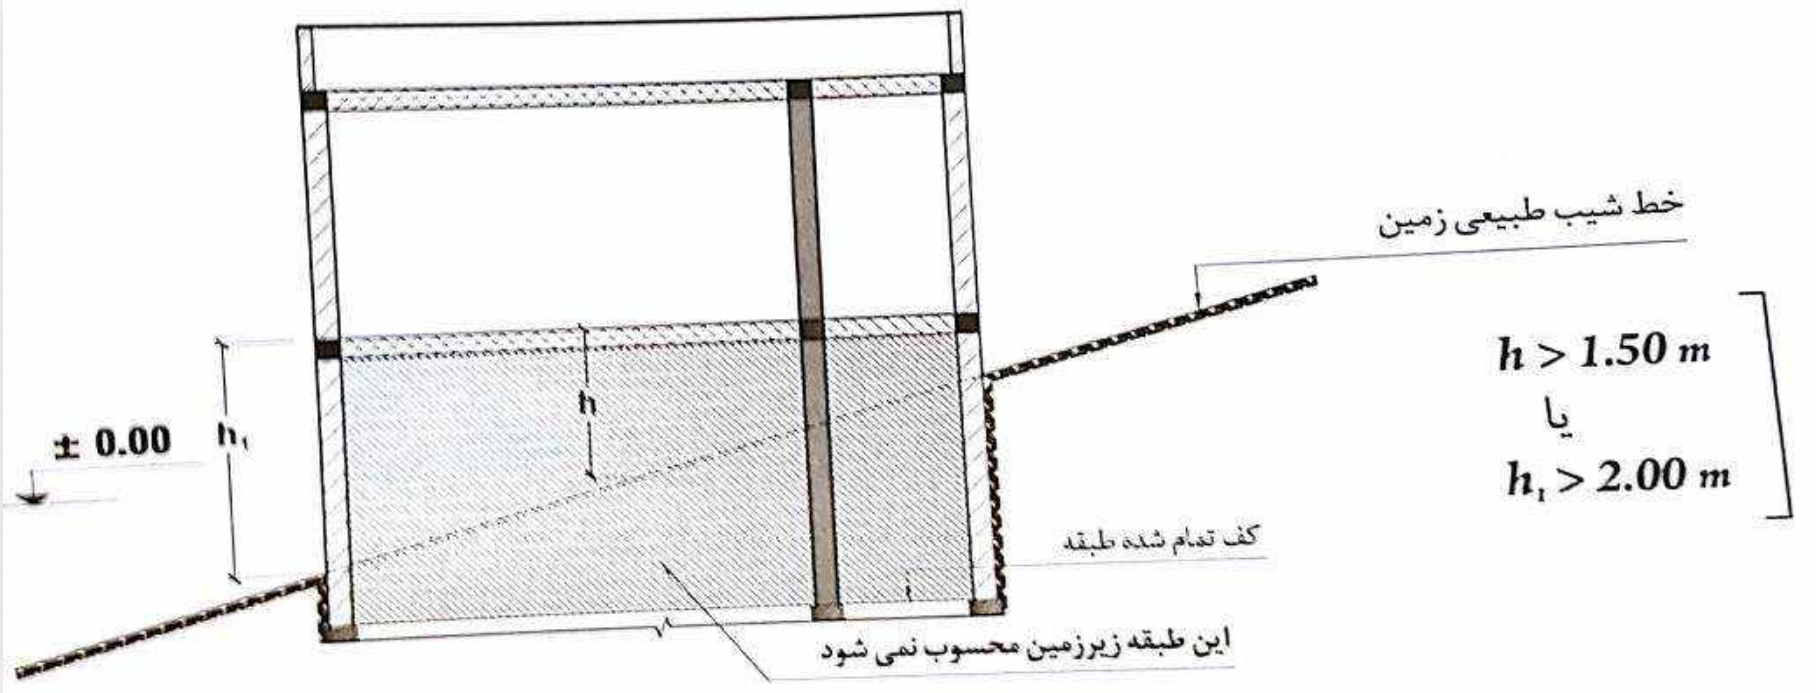 خط شیب طبیعی زمین
h > 1.50 m
یا
h₁ > 2.00 m
± 0.00
h₁
h
کف تمام شده طبقه
این طبقه زیرزمین محسوب نمی شود